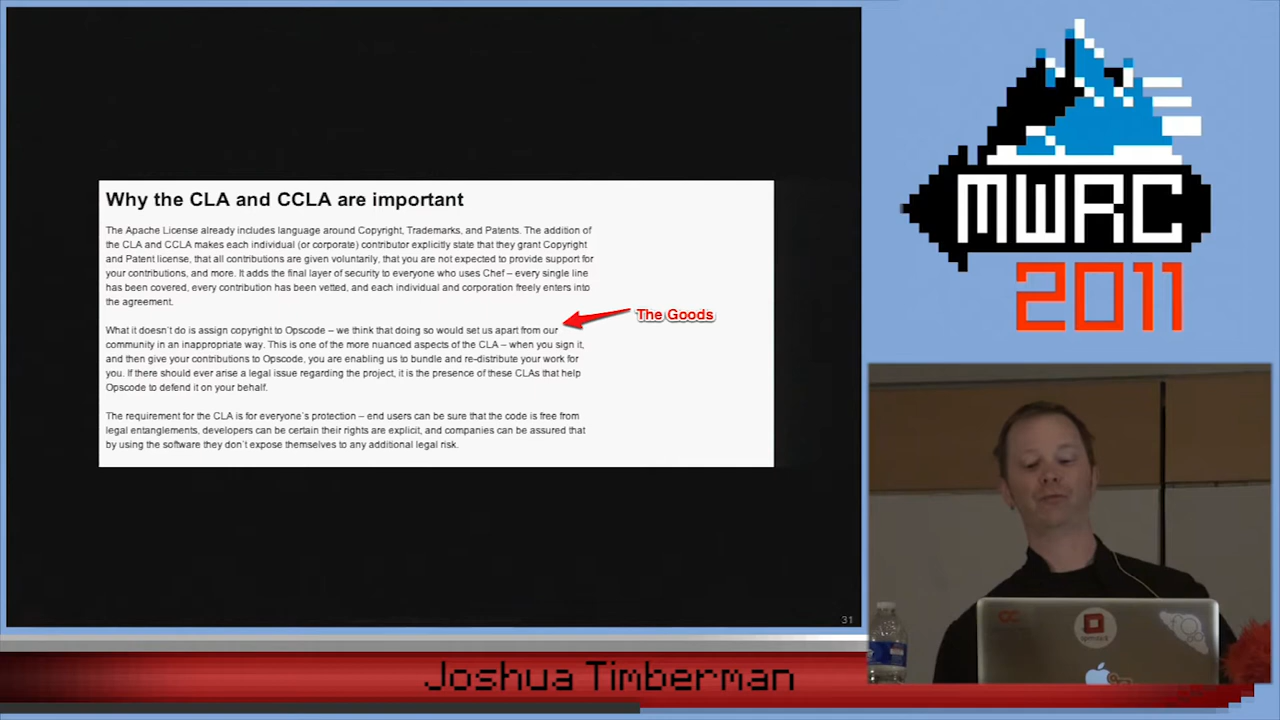 Why the CLA and CCLA are important
The Apache License already includes language around Copyright, Trademarks, and Patents. The addition of
the CLA and CCLA makes each individual (or corporate) contributor explicitly state that they grant Copyright
and Patent license, that all contributions are given voluntarily, that you are not expected to provide support for
your contributions, and more. It adds the final layer of security to everyone who uses Chef – every single line
has been covered, every contribution has been vetted, and each individual and corporation freely enters into
the agreement.
What it doesn't do is assign copyright to Opscode – we think that doing so would set us apart from our
community in an inappropriate way. This is one of the more nuanced aspects of the CLA – when you sign it,
and then give your contributions to Opscode, you are enabling us to bundle and re-distribute your work for
you. If there should ever arise a legal issue regarding the project, it is the presence of these CLAs that help
Opscode to defend it on your behalf.
The requirement for the CLA is for everyone's protection – end users can be sure that the code is free from
legal entanglements, developers can be certain their rights are explicit, and companies can be assured that
by using the software they don't expose themselves to any additional legal risk.
The Goods
31
MWRC
2011
Joshua Timberman